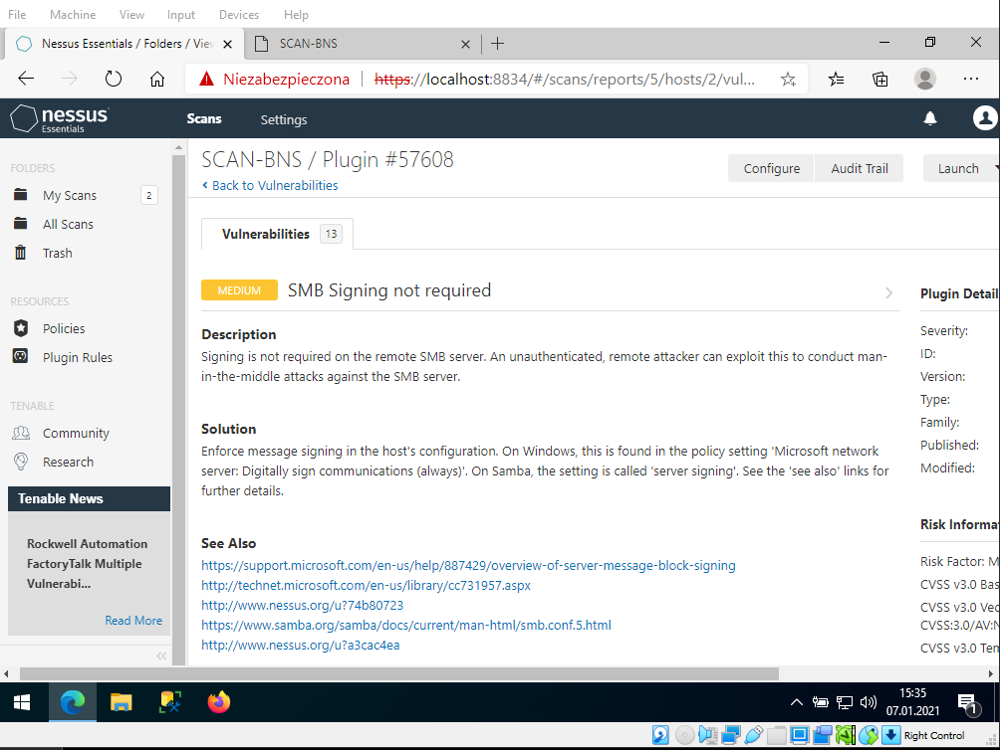 File Machine View Input Devices Help
Nessus Essentials / Folders / Viev
SCAN-BNS
Niezabezpieczona
https://localhost:8834/#/scans/reports/5/hosts/2/vul...
nessus
Essentials
Scans
Settings
FOLDERS
My Scans 2
All Scans
Trash
RESOURCES
Policies
Plugin Rules
TENABLE
Community
Research
Tenable News
Rockwell Automation
FactoryTalk Multiple
Vulnerabi...
Read More
SCAN-BNS / Plugin #57608
Back to Vulnerabilities
Configure
Audit Trail
Launch
Vulnerabilities 13
MEDIUM
SMB Signing not required
Description
Signing is not required on the remote SMB server. An unauthenticated, remote attacker can exploit this to conduct man-
in-the-middle attacks against the SMB server.
Solution
Enforce message signing in the host's configuration. On Windows, this is found in the policy setting 'Microsoft network
server: Digitally sign communications (always)'. On Samba, the setting is called 'server signing'. See the 'see also' links for
further details.
See Also
https://support.microsoft.com/en-us/help/887429/overview-of-server-message-block-signing
http://technet.microsoft.com/en-us/library/cc731957.aspx
http://www.nessus.org/u?74b80723
https://www.samba.org/samba/docs/current/man-html/smb.conf.5.html
http://www.nessus.org/u?a3cac4ea
Plugin Detail
Severity:
ID:
Version:
Type:
Family:
Published:
Modified:
Risk Informa
Risk Factor: M
CVSS v3.0 Bas
CVSS v3.0 Vec
CVSS:3.0/AV:N
CVSS v3.0 Tem
15:35
07.01.2021
1
Right Control